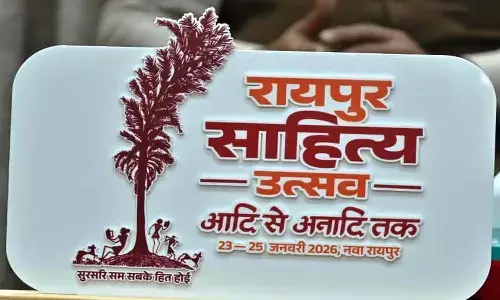 रायपुर
साहित्य
उत्सव
आदि से अनादि तक
23 – 25 जनवरी 2026, नवा रायपुर
सुरसरि सम सबके हित होई